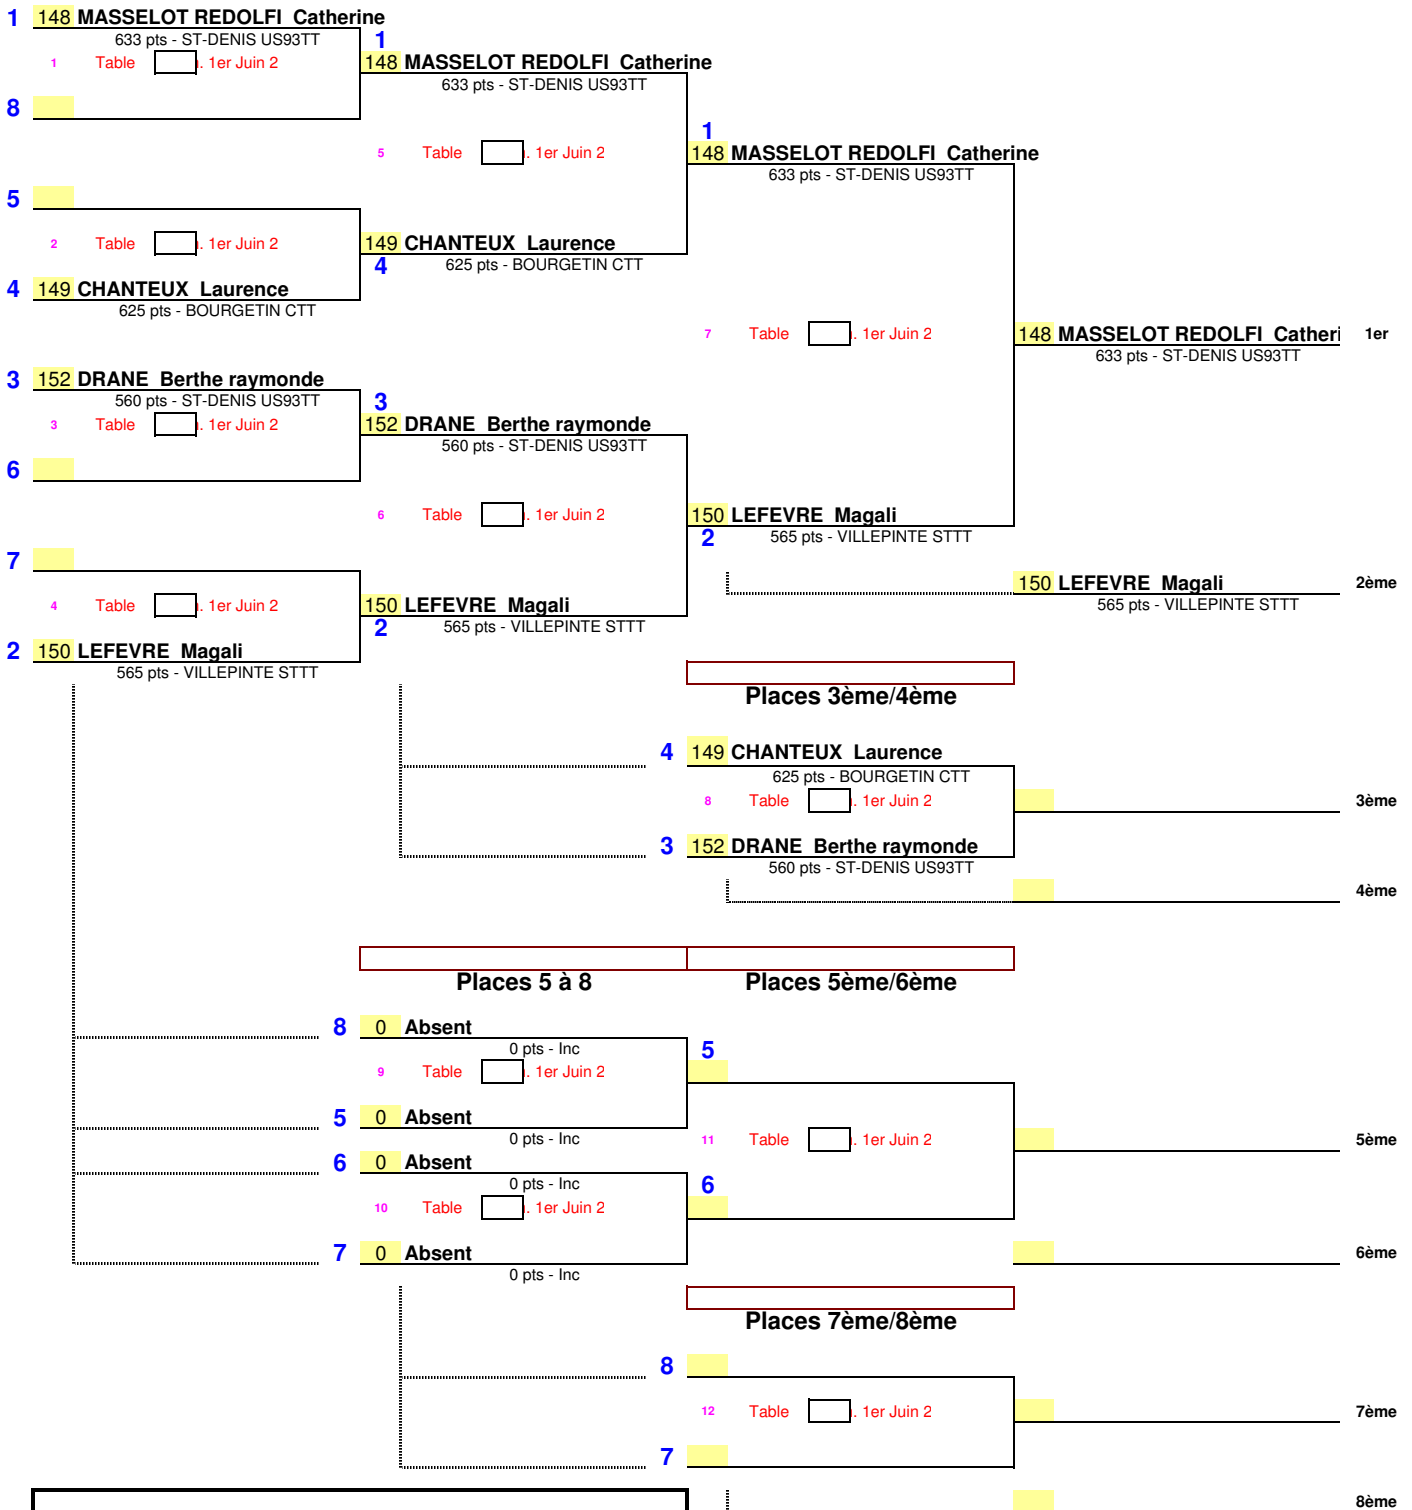 1 148 MASSELOT REDOLFI Catherine
633 pts - ST-DENIS US93TT
1
1 Table . 1er Juin 2
148 MASSELOT REDOLFI Catherine
633 pts - ST-DENIS US93TT
8
1
5 Table . 1er Juin 2
148 MASSELOT REDOLFI Catherine
633 pts - ST-DENIS US93TT
5
2 Table . 1er Juin 2
149 CHANTEUX Laurence
4 625 pts - BOURGETIN CTT
4 149 CHANTEUX Laurence
625 pts - BOURGETIN CTT
7 Table . 1er Juin 2
148 MASSELOT REDOLFI Catheri 1er
633 pts - ST-DENIS US93TT
3 152 DRANE Berthe raymonde
560 pts - ST-DENIS US93TT
3
3 Table . 1er Juin 2
152 DRANE Berthe raymonde
560 pts - ST-DENIS US93TT
6
6 Table . 1er Juin 2
150 LEFEVRE Magali
2 565 pts - VILLEPINTE STTT
7
150 LEFEVRE Magali 2ème
565 pts - VILLEPINTE STTT
4 Table . 1er Juin 2
150 LEFEVRE Magali
2 565 pts - VILLEPINTE STTT
2 150 LEFEVRE Magali
565 pts - VILLEPINTE STTT
Places 3ème/4ème
4 149 CHANTEUX Laurence
625 pts - BOURGETIN CTT
8 Table . 1er Juin 2
3ème
3 152 DRANE Berthe raymonde
560 pts - ST-DENIS US93TT
4ème
Places 5 à 8 Places 5ème/6ème
8 0 Absent
0 pts - Inc
5
9 Table . 1er Juin 2
5 0 Absent
0 pts - Inc
11 Table . 1er Juin 2
5ème
6 0 Absent
0 pts - Inc
6
10 Table . 1er Juin 2
7 0 Absent
0 pts - Inc
6ème
Places 7ème/8ème
8
12 Table . 1er Juin 2
7ème
7
8ème